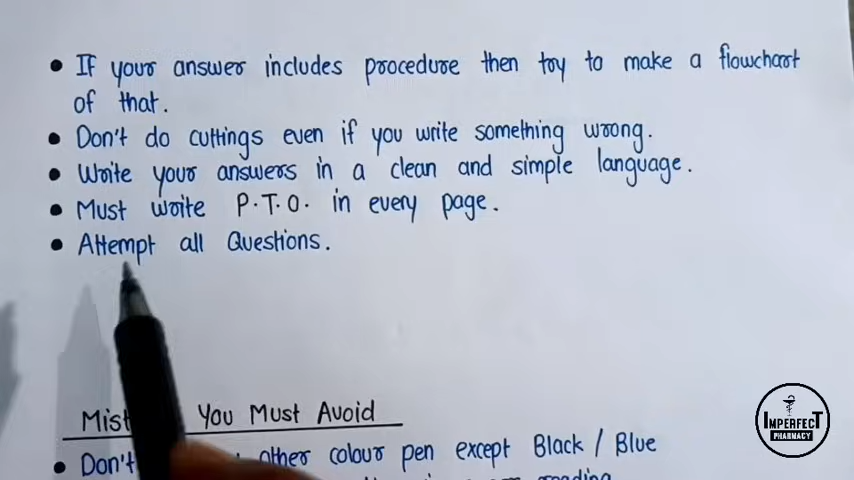 • If your answer includes procedure then try to make a flowchart
of that.
• Don't do cuttings even if you write something wrong.
• Write your answers in a clean and simple language.
• Must write P.T.O. in every page.
• Attempt all Questions.
You Must Avoid
• Don't other colour pen except Black / Blue
IMPERFECT
PHARMACY